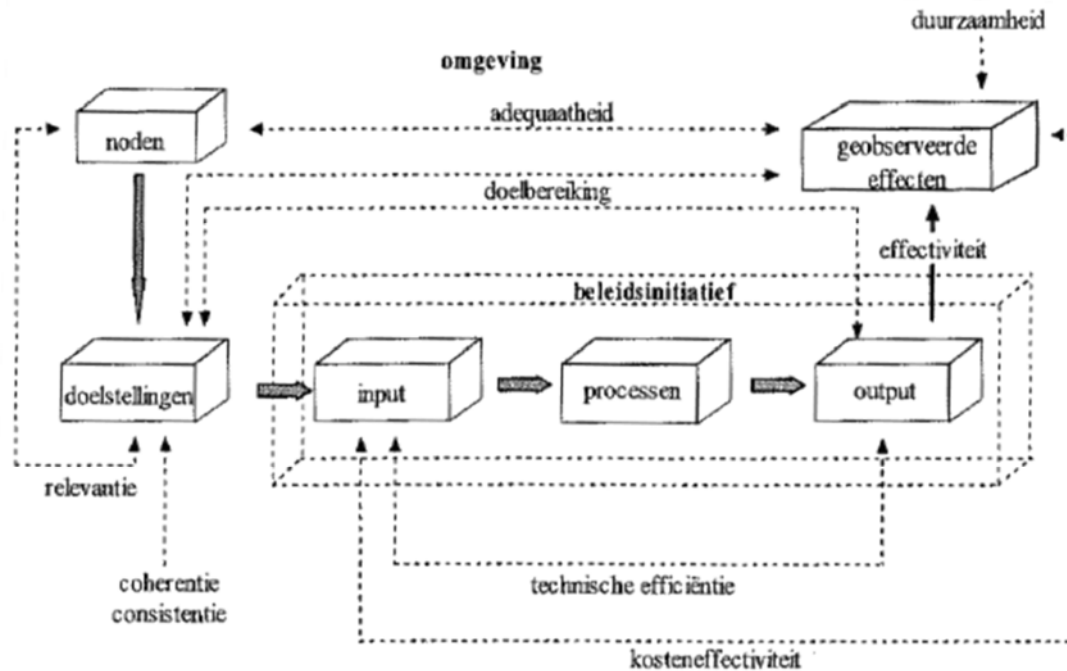 duurzaamheid
omgeving
noden
adequaatheid
geobserveerde
effecten
doelbereiking
effectiviteit
beleidsinitiatief
doelstellingen
input
processen
output
relevantie
coherentie
consistentie
technische efficiëntie
kosteneffectiviteit